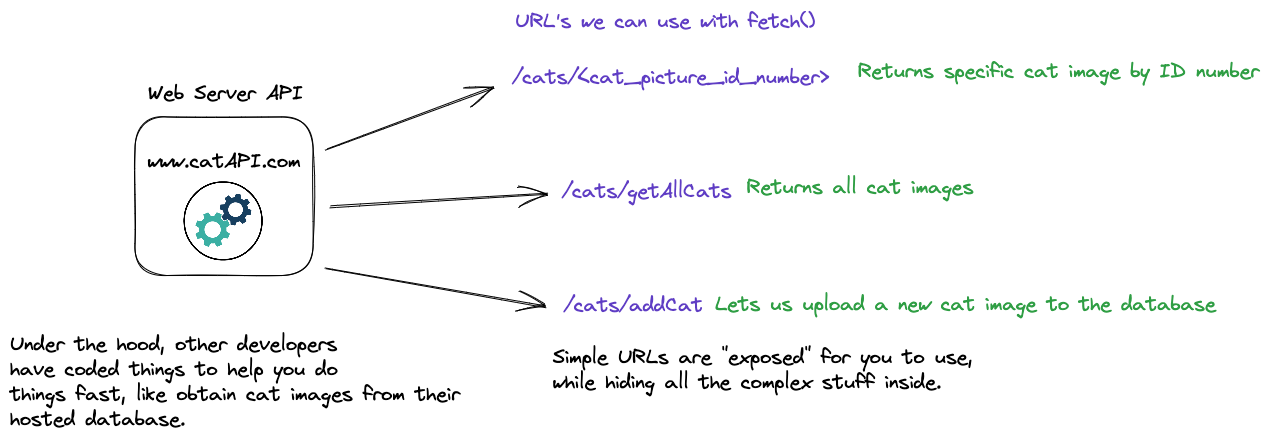 URL's we can use with fetch()
/cats/<cat_picture_id_number> Returns specific cat image by ID number
Web Server API
www.catAPI.com
/cats/getAllCats Returns all cat images
/cats/addCat Lets us upload a new cat image to the database
Under the hood, other developers
have coded things to help you do
things fast, like obtain cat images from their
hosted database.
Simple URLs are "exposed" for you to use,
while hiding all the complex stuff inside.